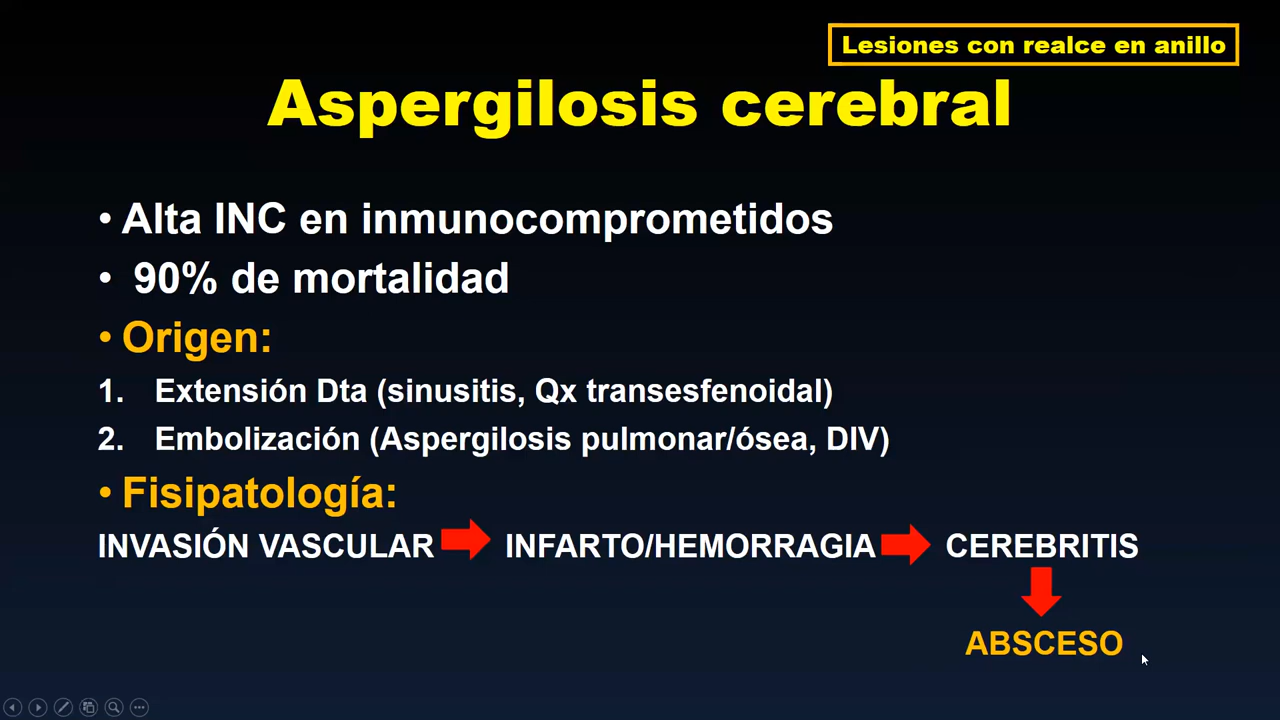 Lesiones con realce en anillo
Aspergilosis cerebral
• Alta INC en inmunocomprometidos
• 90% de mortalidad
• Origen:
1. Extensión Dta (sinusitis, Qx transesfenoidal)
2. Embolización (Aspergilosis pulmonar/ósea, DIV)
• Fisipatología:
INVASIÓN VASCULAR INFARTO/HEMORRAGIA CEREBRITIS
ABSCESO